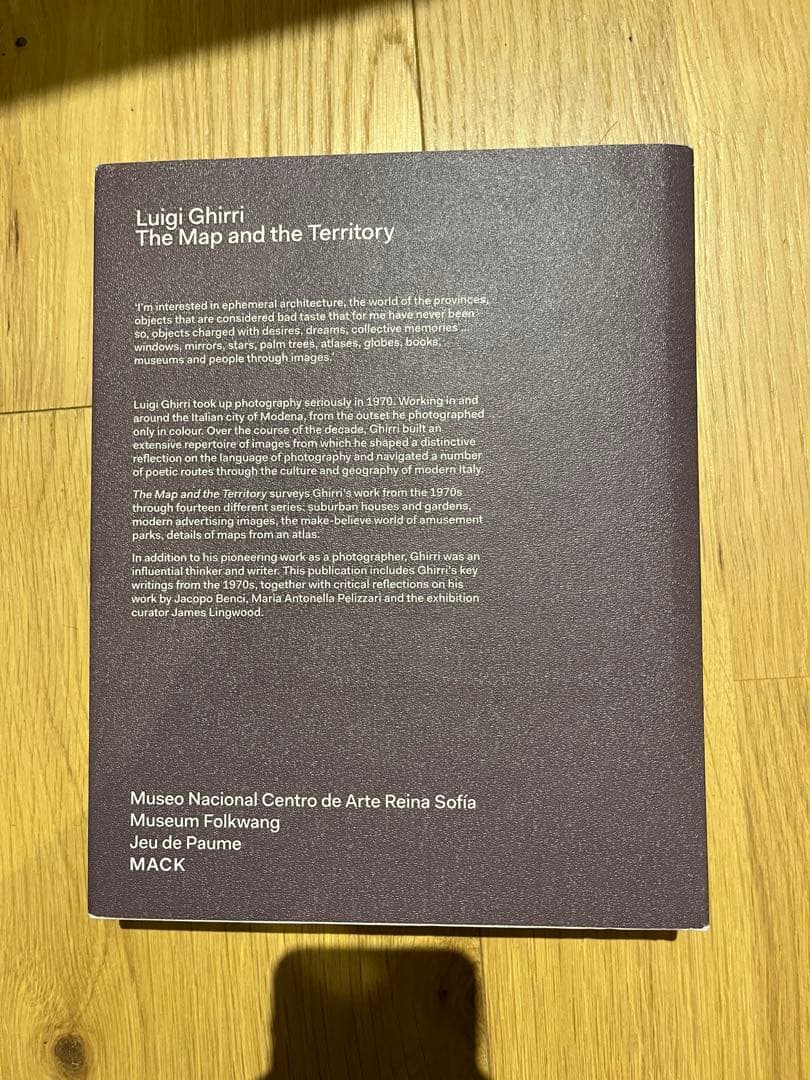 Luigi Ghirri
The Map and the Territory
'I'm interested in ephemeral architecture, the world of the provinces,
objects that are considered bad taste that for me have never been
so, objects charged with desires, dreams, collective memories ...
windows, mirrors, stars, palm trees, atlases, globes, books,
museums and people through images.'
Luigi Ghirri took up photography seriously in 1970. Working in and
around the Italian city of Modena, from the outset he photographed
only in colour. Over the course of the decade, Ghirri built an
extensive repertoire of images from which he shaped a distinctive
reflection on the language of photography and navigated a number
of poetic routes through the culture and geography of modern Italy.
The Map and the Territory surveys Ghirri's work from the 1970s
through fourteen different series: suburban houses and gardens,
modern advertising images, the make-believe world of amusement
parks, details of maps from an atlas.
In addition to his pioneering work as a photographer, Ghirri was an
influential thinker and writer. This publication includes Ghirri's key
writings from the 1970s, together with critical reflections on his
work by Jacopo Benci, Maria Antonella Pelizzari and the exhibition
curator James Lingwood.
Museo Nacional Centro de Arte Reina Sofía
Museum Folkwang
Jeu de Paume
MACK